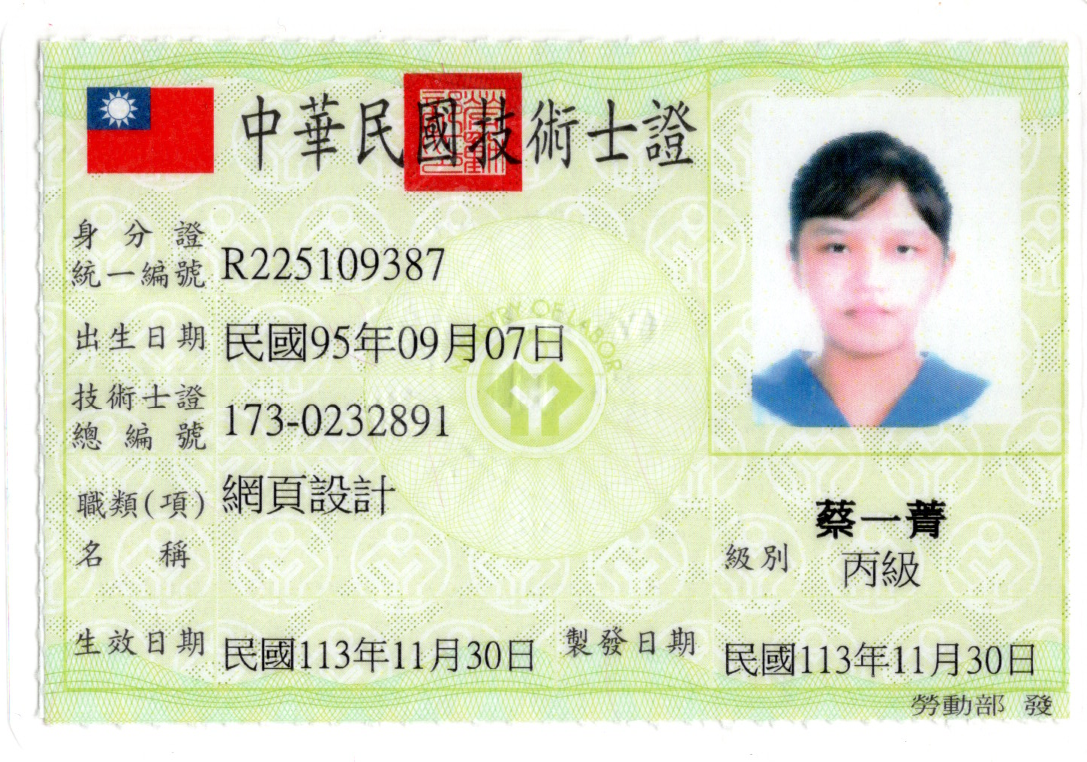 中華民國技術士證
身分證
統一編號 R225109387
出生日期 民國95年09月07日
技術士證
總編號 173-0232891
職類(項)
名稱 網頁設計
蔡一菁
級別 丙級
生效日期 民國113年11月30日 製發日期 民國113年11月30日
勞動部 發
MINISTRY OF LABOR